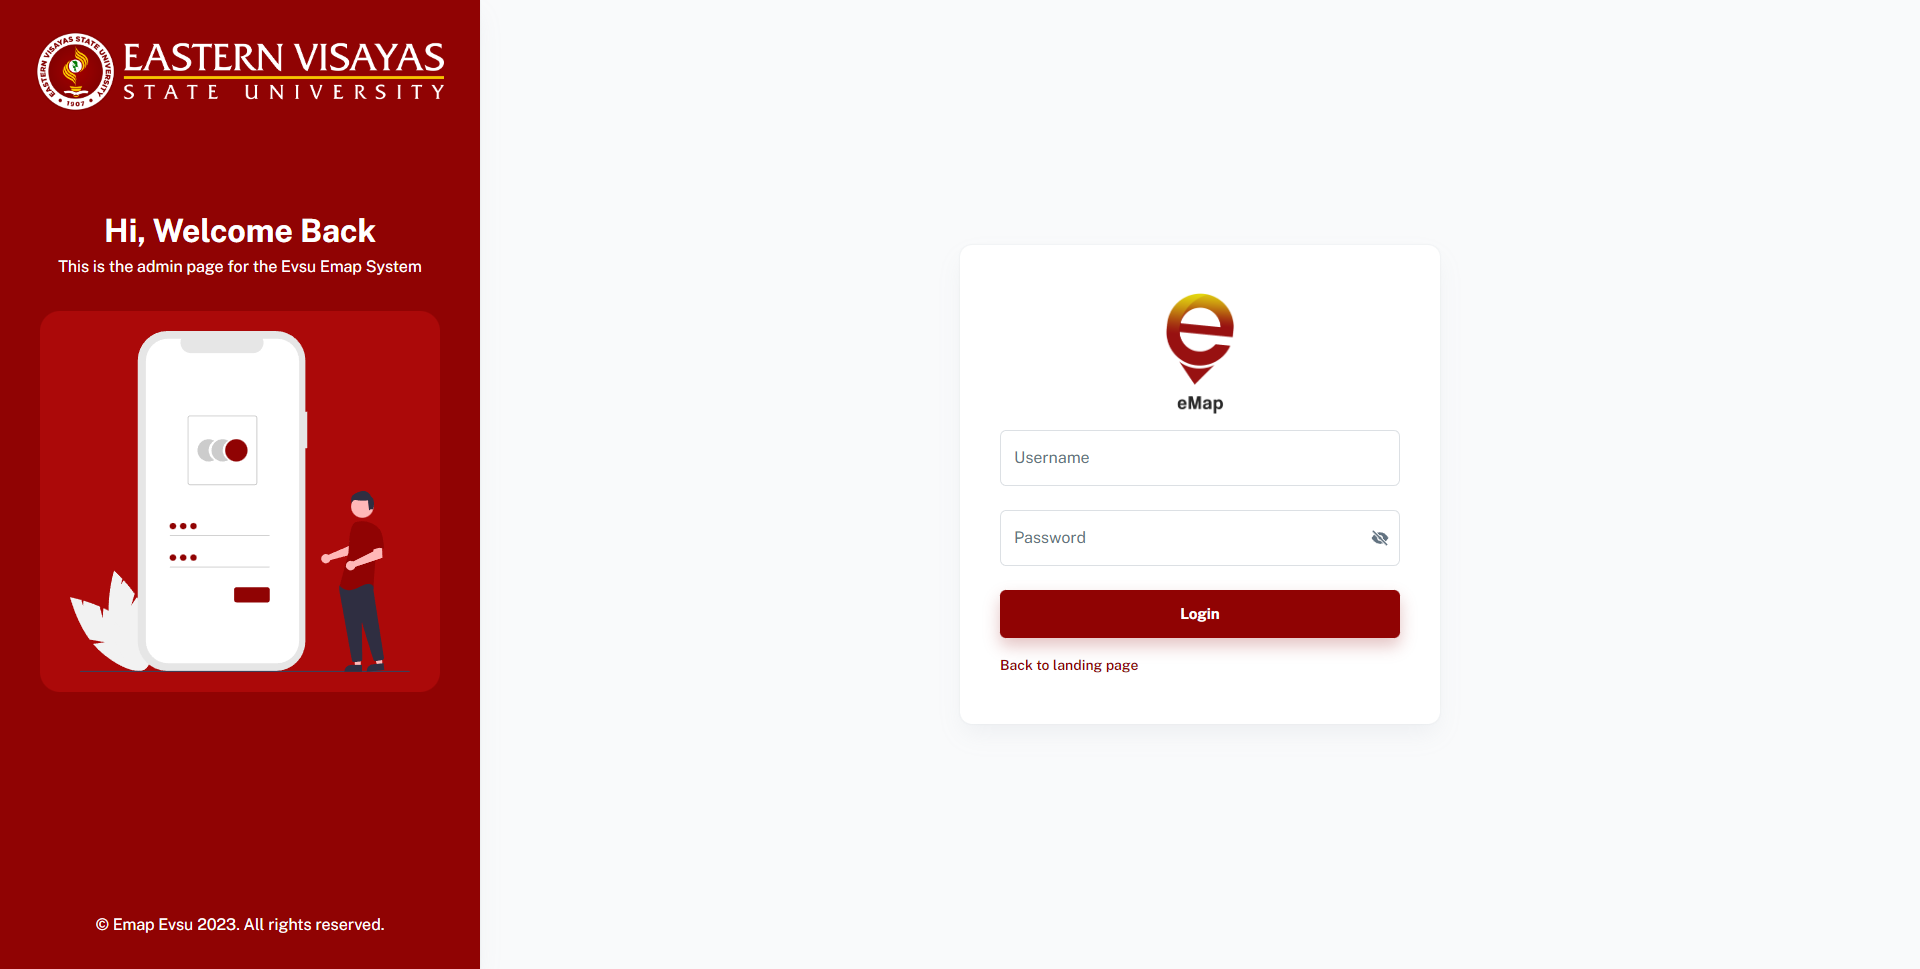 EASTERN VISAYAS STATE UNIVERSITY
1907
EASTERN VISAYAS
STATE UNIVERSITY
Hi, Welcome Back
This is the admin page for the Evsu Emap System
© Emap Evsu 2023. All rights reserved.
eMap
Username
Password
Login
Back to landing page